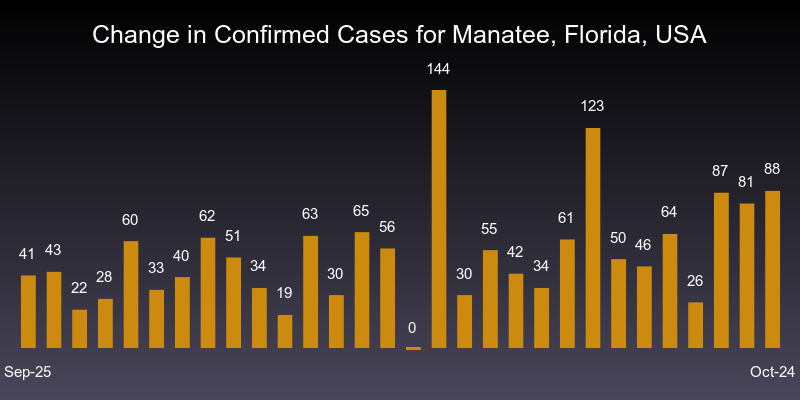 Change in Confirmed Cases for Manatee, Florida, USA
41 43 22 28 60 33 40 62 51 34 19 63 30 65 56 0 144 30 55 42 34 61 123 50 46 64 26 87 81 88
Sep-25 Oct-24